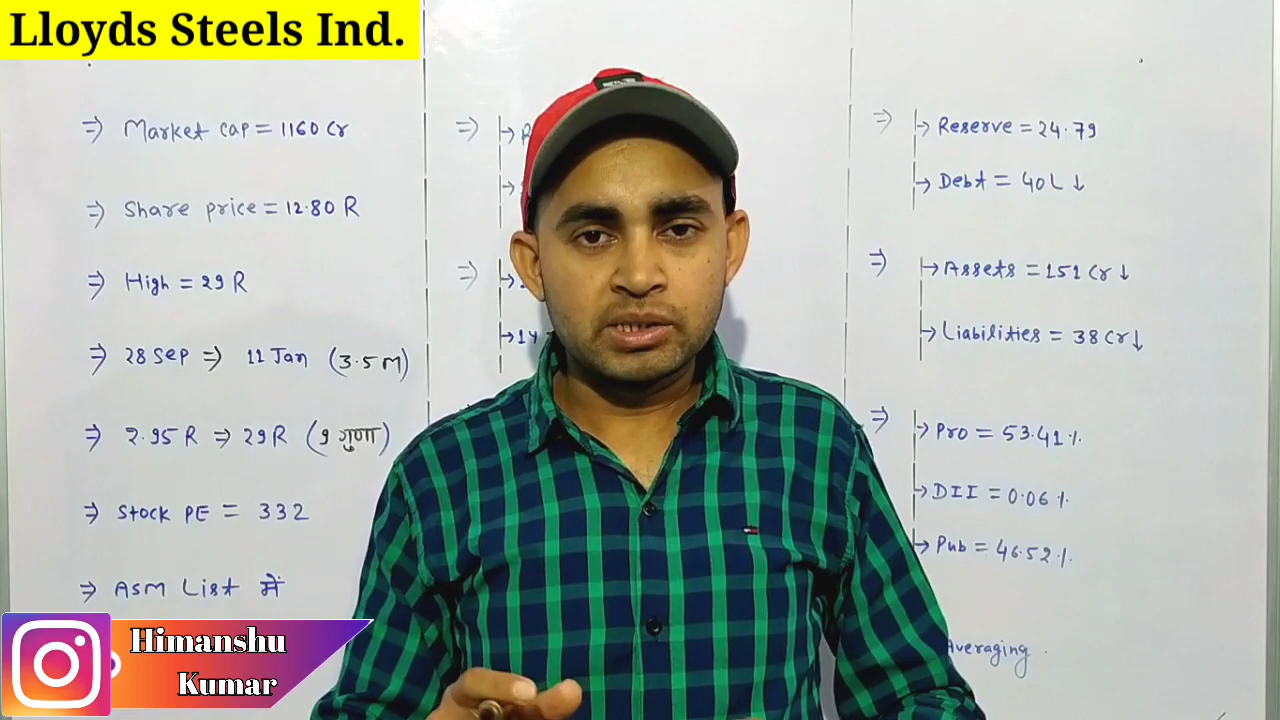 Lloyds Steels Ind.
⇒ Market cap = 1160 Cr
⇒ Share price = 12.80 R
⇒ High = 29 R
⇒ 28 Sep ⇒ 11 Jan (3.5 M)
⇒ 2.95 R ⇒ 29 R (9 गुणा)
⇒ Stock PE = 332
⇒ ASM List में
⇒ Reserve = 24.79
→ Debt = 40L ↓
⇒ → Assets = 151 Cr ↓
→ Liabilities = 38 Cr ↓
⇒ → Pro = 53.41 %
→ DII = 0.06 %
→ Pub = 46.52 %
Averaging
Himanshu
Kumar